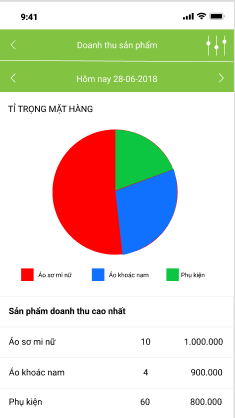 9:41
Doanh thu sản phẩm
Hôm nay 28-06-2018
TỈ TRỌNG MẶT HÀNG
Áo sơ mi nữ Áo khoác nam Phụ kiện
Sản phẩm doanh thu cao nhất
Áo sơ mi nữ 10 1.000.000
Áo khoác nam 4 900.000
Phụ kiện 60 800.000